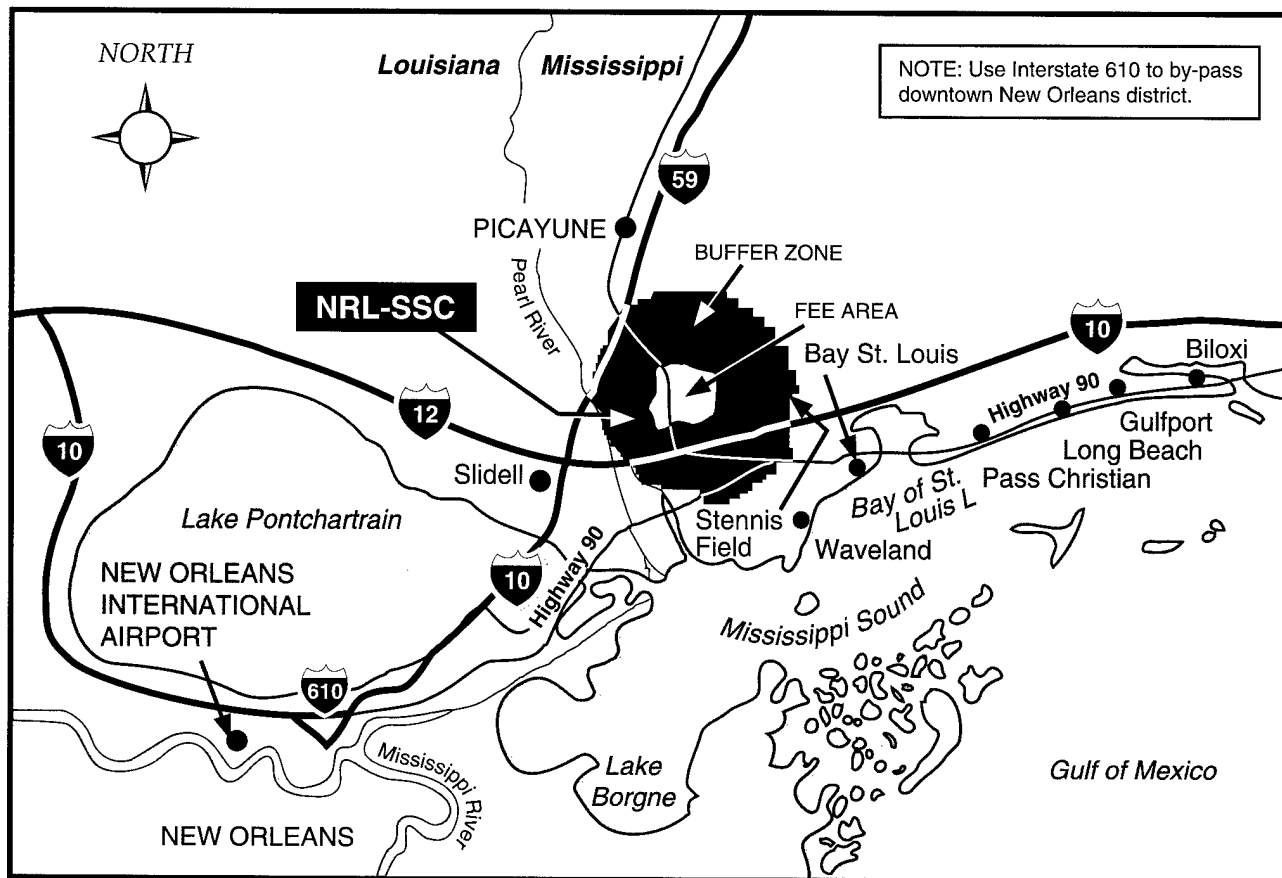 NORTH
Louisiana Mississippi
NOTE: Use Interstate 610 to by-pass
downtown New Orleans district.
59
PICAYUNE
Pearl River
BUFFER ZONE
NRL-SSC
FEE AREA
10
Bay St. Louis
Biloxi
Highway 90
12
10
Gulfport
Long Beach
Pass Christian
Slidell
Bay of St.
Louis L
Lake Pontchartrain
Stennis
Field
Waveland
10
Highway 90
NEW ORLEANS
INTERNATIONAL
AIRPORT
Mississippi Sound
610
Mississippi River
Lake
Borgne
Gulf of Mexico
NEW ORLEANS